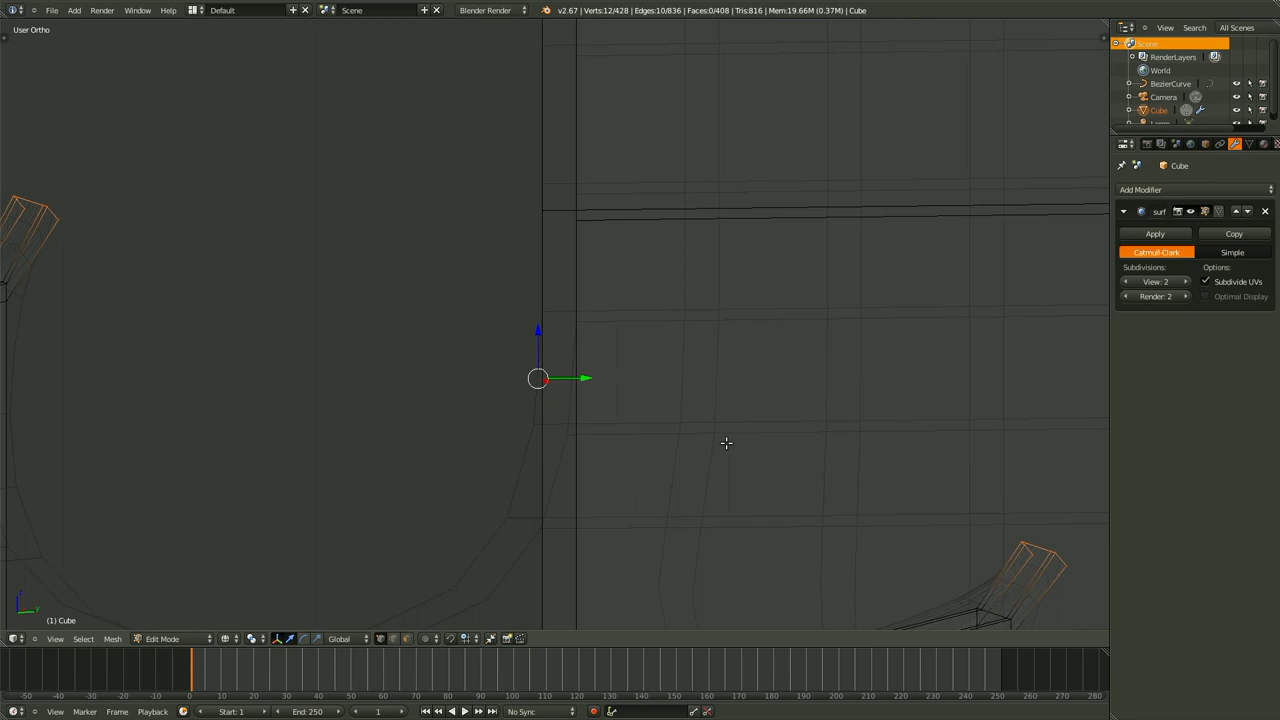 File Add Render Window Help Default Scene Blender Render v2.67 | Verts:12/428 | Edges:10/836 | Faces:0/408 | Tris:816 | Mem:19.66M (0.37M) | Cube
User Ortho
View Search All Scenes
Scene
RenderLayers
World
BezierCurve
Camera
Cube
Lamp
Cube
Add Modifier
surf
Apply Copy
Catmull-Clark Simple
Subdivisions: Options:
View: 2 Subdivide UVs
Render: 2 Optimal Display
z
y
(1) Cube
View Select Mesh Edit Mode Global
-50 -40 -30 -20 -10 0 10 20 30 40 50 60 70 80 90 100 110 120 130 140 150 160 170 180 190 200 210 220 230 240 250 260 270 280
View Marker Frame Playback Start: 1 End: 250 1 No Sync